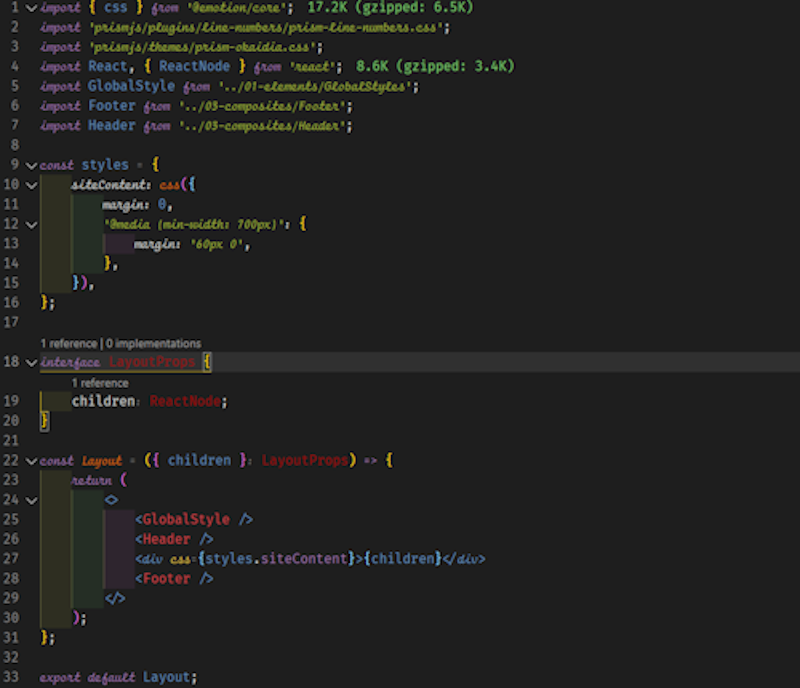 1 import { css } from '@emotion/core'; 17.2K (gzipped: 6.5K)
2 import 'prismjs/plugins/line-numbers/prism-line-numbers.css';
3 import 'prismjs/themes/prism-okaidia.css';
4 import React, { ReactNode } from 'react'; 8.6K (gzipped: 3.4K)
5 import GlobalStyle from '../01-elements/GlobalStyles';
6 import Footer from '../03-composites/Footer';
7 import Header from '../03-composites/Header';
8
9 const styles = {
10 siteContent: css({
11 margin: 0,
12 '@media (min-width: 700px)': {
13 margin: '60px 0',
14 },
15 }),
16 };
17
1 reference | 0 implementations
18 interface LayoutProps {
1 reference
19 children: ReactNode;
20 }
21
22 const Layout = ({ children }: LayoutProps) => {
23 return (
24 <>
25 <GlobalStyle />
26 <Header />
27 <div css={styles.siteContent}>{children}</div>
28 <Footer />
29 </>
30 );
31 };
32
33 export default Layout;